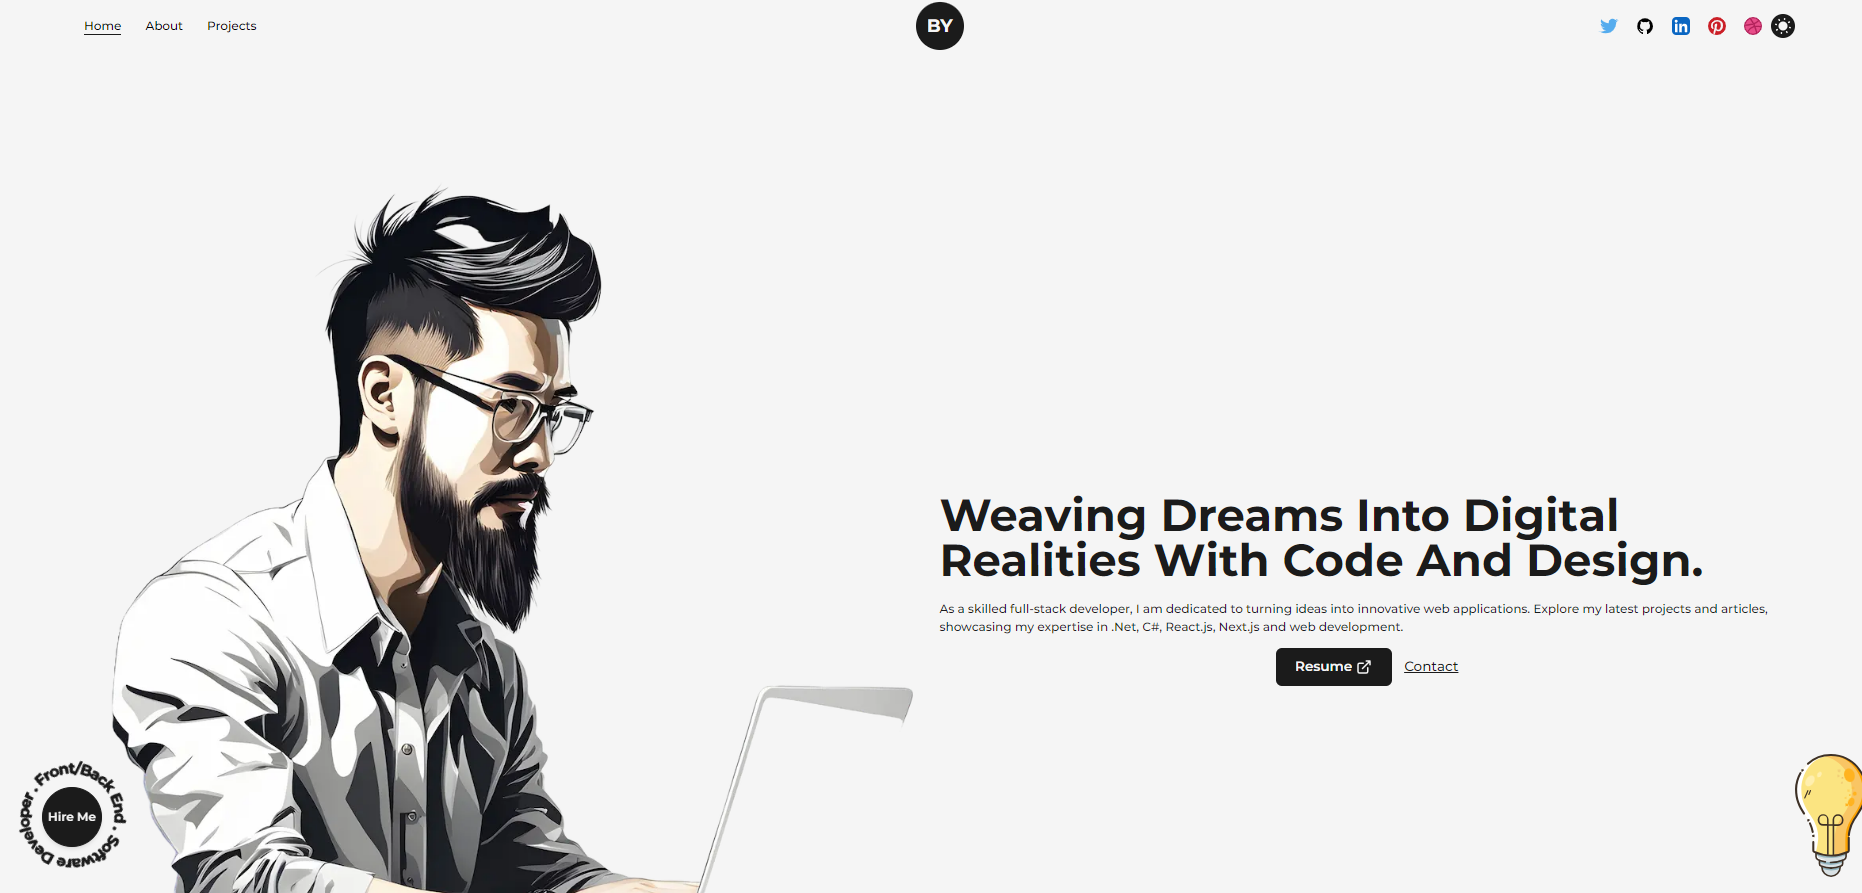 Home About Projects
BY
Weaving Dreams Into Digital
Realities With Code And Design.
As a skilled full-stack developer, I am dedicated to turning ideas into innovative web applications. Explore my latest projects and articles,
showcasing my expertise in .Net, C#, React.js, Next.js and web development.
Resume Contact
Front/Back End . Software Developer .
Hire Me
in